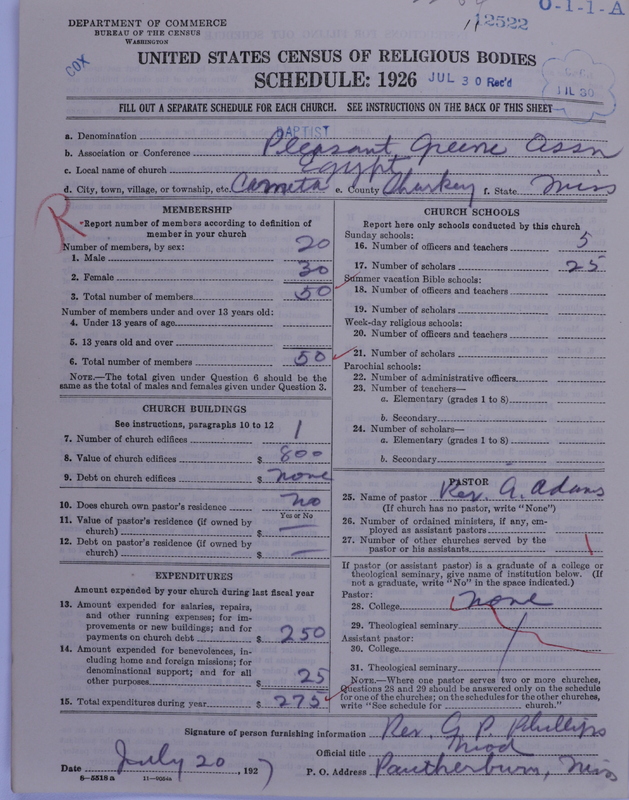 DEPARTMENT OF COMMERCE
BUREAU OF THE CENSUS
WASHINGTON
12522
0-1-1-A
COX
UNITED STATES CENSUS OF RELIGIOUS BODIES
SCHEDULE: 1926
JUL 30 Rec'd
JUL 30
FILL OUT A SEPARATE SCHEDULE FOR EACH CHURCH. SEE INSTRUCTIONS ON THE BACK OF THIS SHEET
a. Denomination BAPTIST
b. Association or Conference Pleasant Greene Assn
c. Local name of church Egypt
d. City, town, village, or township, etc. Cameta e. County Sharkey f. State Miss
R
MEMBERSHIP
Report number of members according to definition of
member in your church
Number of members, by sex:
1. Male 20
2. Female 30
3. Total number of members 50
Number of members under and over 13 years old:
4. Under 13 years of age
5. 13 years old and over
6. Total number of members 50
NOTE.—The total given under Question 6 should be the
same as the total of males and females given under Question 3.
CHURCH BUILDINGS
See instructions, paragraphs 10 to 12
7. Number of church edifices 1
8. Value of church edifices $ 800
9. Debt on church edifices $ none
10. Does church own pastor's residence no
Yes or No
11. Value of pastor's residence (if owned by
church) $ —
12. Debt on pastor's residence (if owned by
church) $ —
EXPENDITURES
Amount expended by your church during last fiscal year
13. Amount expended for salaries, repairs,
and other running expenses; for im-
provements or new buildings; and for
payments on church debt $ 250
14. Amount expended for benevolences, in-
cluding home and foreign missions; for
denominational support; and for all
other purposes $ 25
15. Total expenditures during year $ 275
CHURCH SCHOOLS
Report here only schools conducted by this church
Sunday schools:
16. Number of officers and teachers 5
17. Number of scholars 25
Summer vacation Bible schools:
18. Number of officers and teachers
19. Number of scholars
Week-day religious schools:
20. Number of officers and teachers
21. Number of scholars
Parochial schools:
22. Number of administrative officers
23. Number of teachers—
a. Elementary (grades 1 to 8)
b. Secondary
24. Number of scholars—
a. Elementary (grades 1 to 8)
b. Secondary
PASTOR
25. Name of pastor Rev. A. Adams
(If church has no pastor, write "None")
26. Number of ordained ministers, if any, em-
ployed as assistant pastors
27. Number of other churches served by the
pastor or his assistants 1
If pastor (or assistant pastor) is a graduate of a college or
theological seminary, give name of institution below. (If
not a graduate, write "No" in the space indicated.)
Pastor:
28. College none
29. Theological seminary
Assistant pastor:
30. College
31. Theological seminary
NOTE.—Where one pastor serves two or more churches,
Questions 28 and 29 should be answered only on the schedule
for one of the churches; on the schedules for the other churches,
write "See schedule for church."
Signature of person furnishing information Rev. G. P. Phillips
Official title Mod
Date July 20, 1927 P. O. Address Pantherburn, Miss
8-5518 a